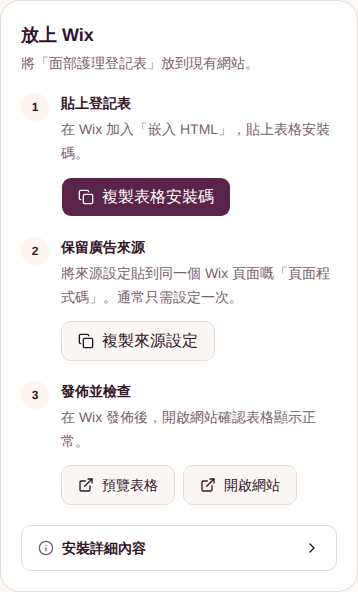 放上 Wix
將「面部護理登記表」放到現有網站。
1
貼上登記表
在 Wix 加入「嵌入 HTML」，貼上表格安裝
碼。
複製表格安裝碼
2
保留廣告來源
將來源設定貼到同一個 Wix 頁面嘅「頁面程
式碼」。通常只需設定一次。
複製來源設定
3
發佈並檢查
在 Wix 發佈後，開啟網站確認表格顯示正
常。
預覽表格
開啟網站
安裝詳細內容